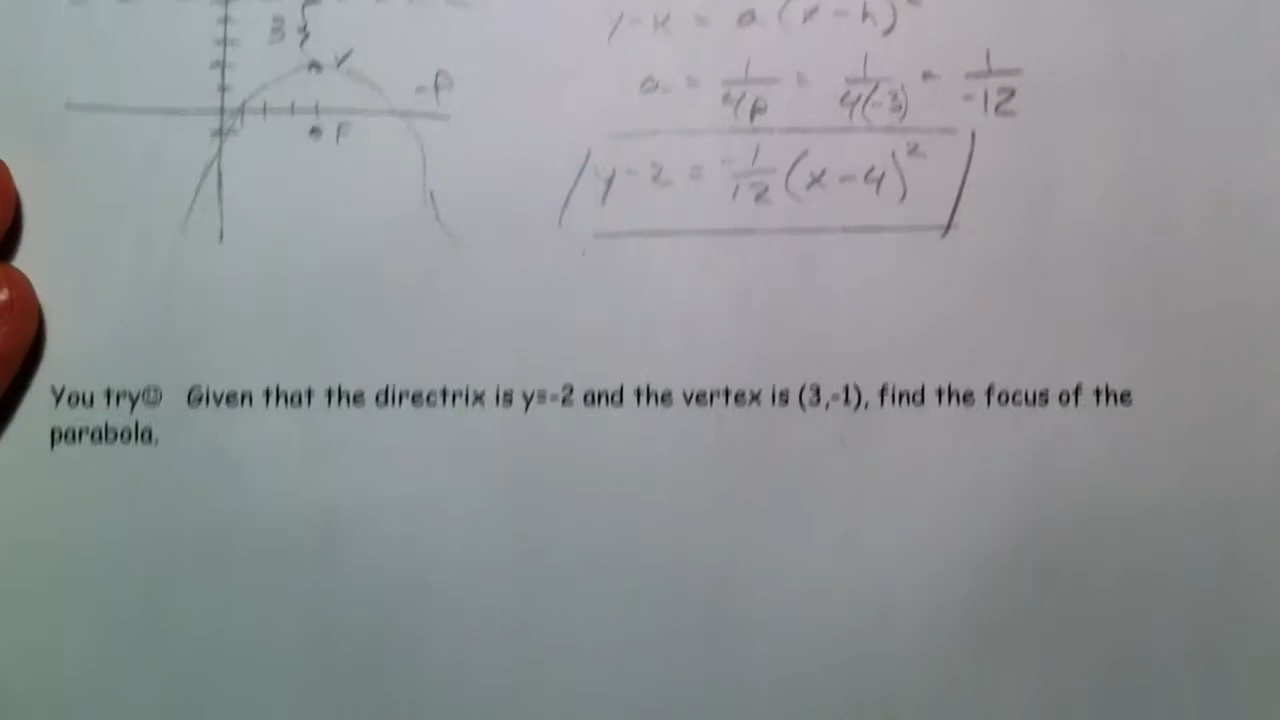 3
y-k = a(x-h)²
V
-P
a = 1/4p = 1/4(-3) = 1/-12
F
y-2 = -1/12 (x-4)²
You try☺ Given that the directrix is y=-2 and the vertex is (3,-1), find the focus of the
parabola.